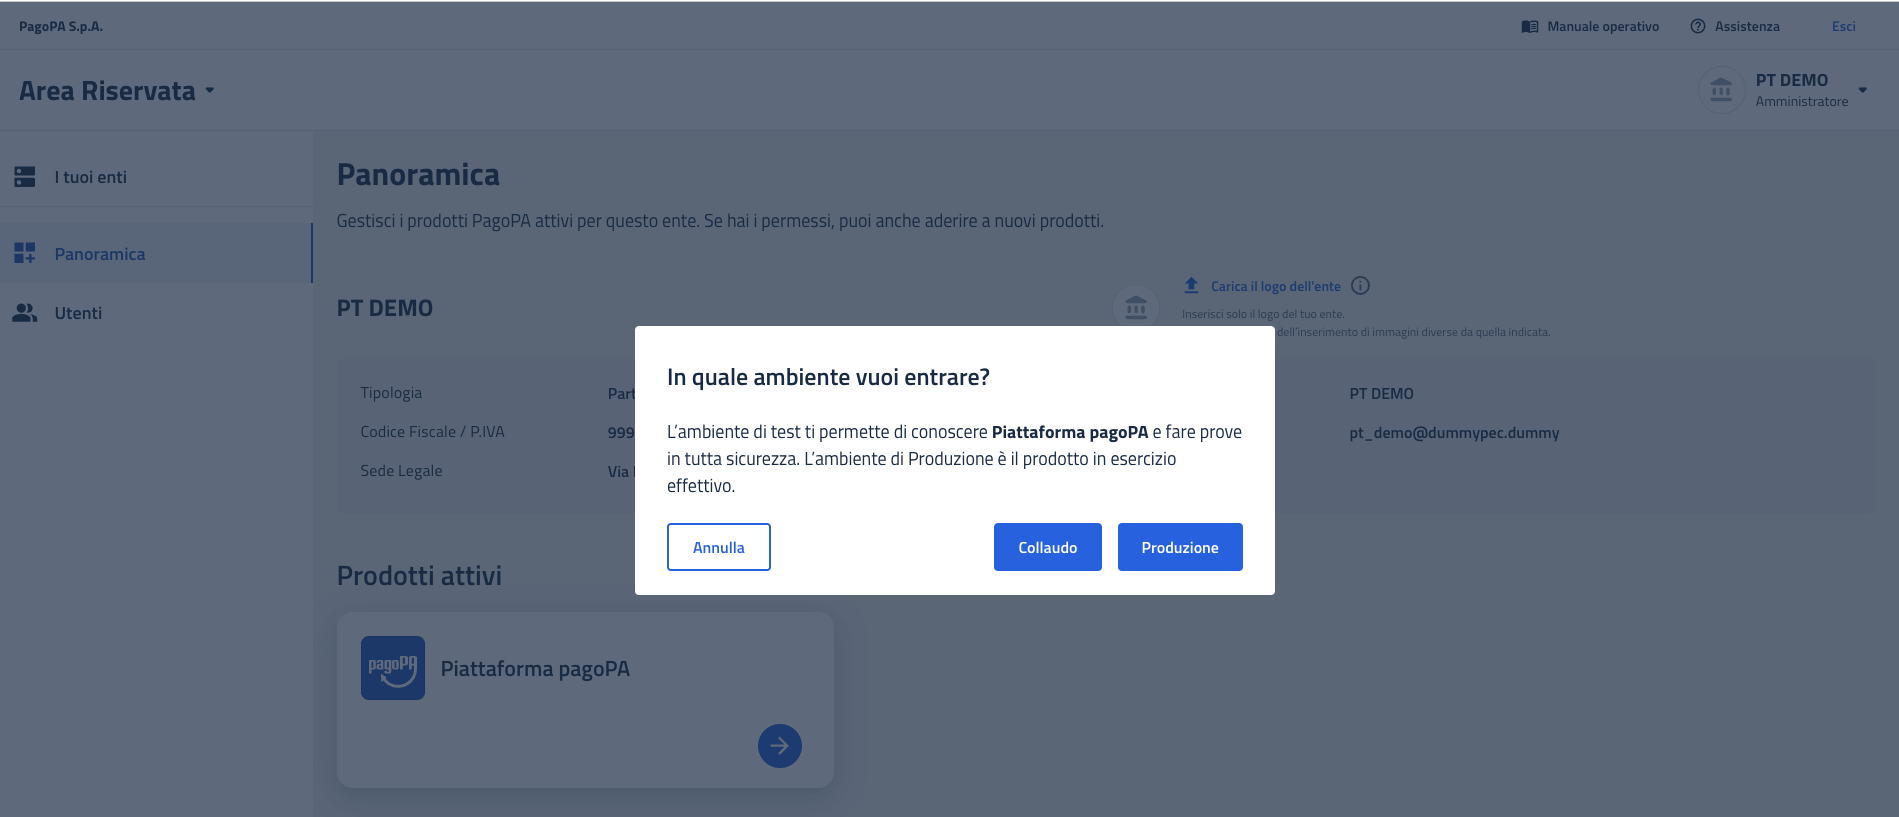 PagoPA S.p.A.
Manuale operativo
Assistenza
Esci
Area Riservata
PT DEMO
Amministratore
I tuoi enti
Panoramica
Utenti
Panoramica
Gestisci i prodotti PagoPA attivi per questo ente. Se hai i permessi, puoi anche aderire a nuovi prodotti.
PT DEMO
Carica il logo dell'ente
Inserisci solo il logo del tuo ente.
dell'inserimento di immagini diverse da quella indicata.
Tipologia
Part
PT DEMO
Codice Fiscale / P.IVA
999
pt_demo@dummypec.dummy
Sede Legale
Via
In quale ambiente vuoi entrare?
L'ambiente di test ti permette di conoscere Piattaforma pagoPA e fare prove
in tutta sicurezza. L'ambiente di Produzione è il prodotto in esercizio
effettivo.
Annulla
Collaudo
Produzione
Prodotti attivi
pagoPA
Piattaforma pagoPA